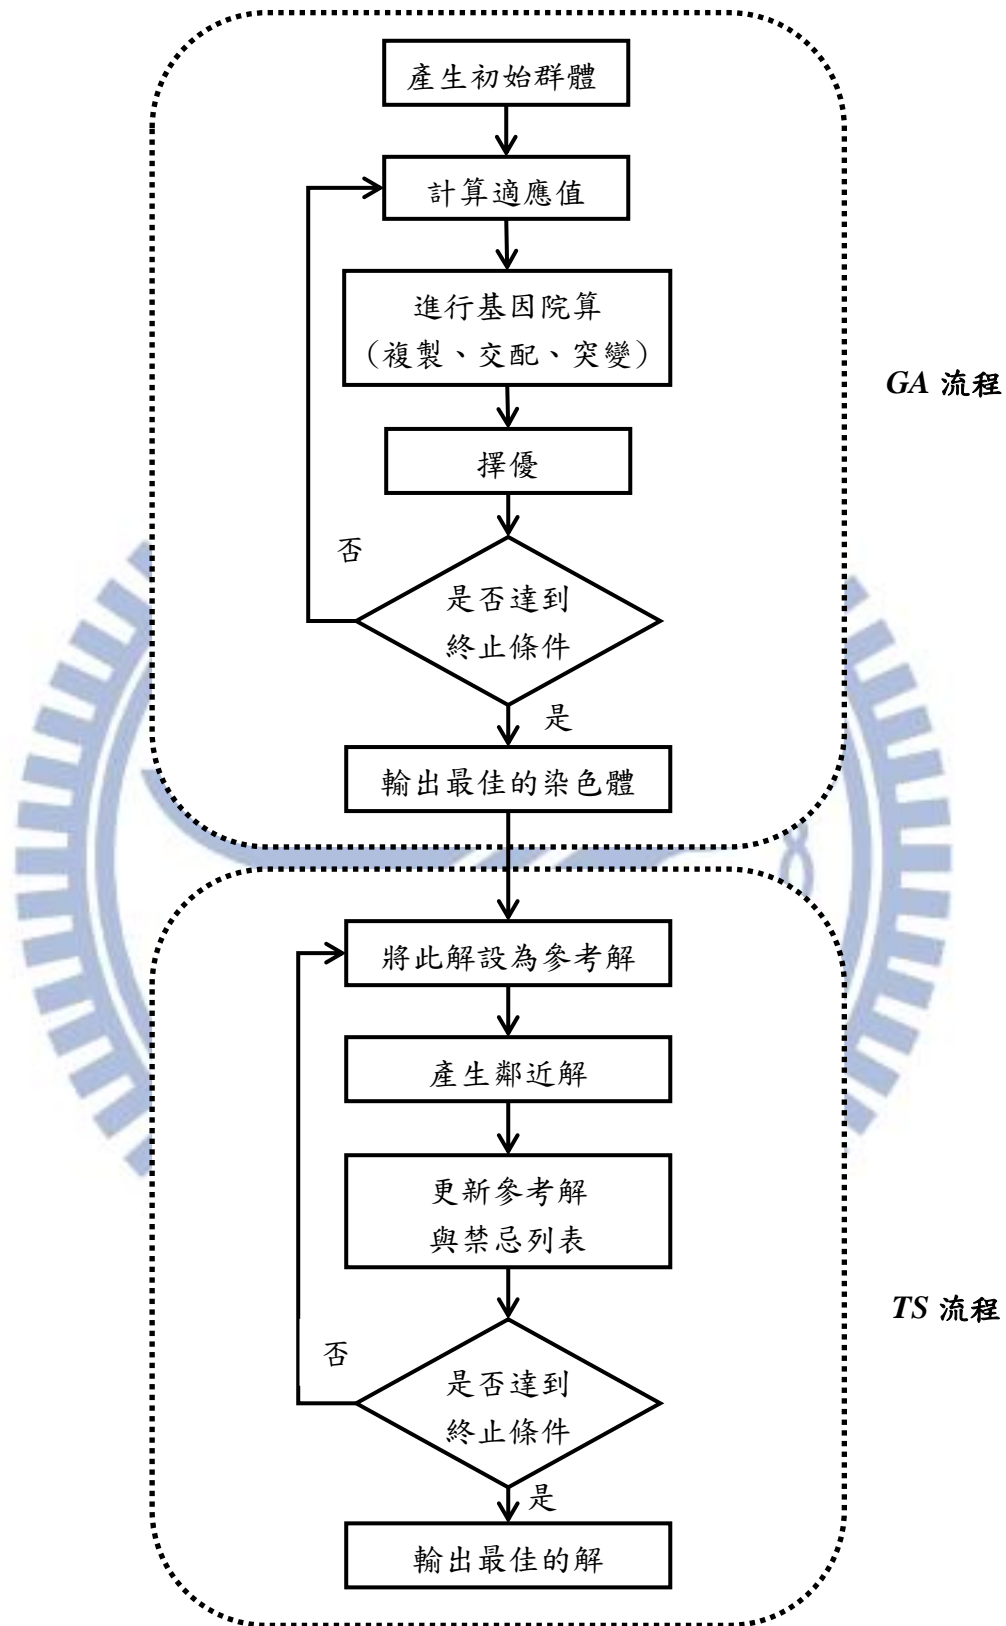 產生初始群體
計算適應值
進行基因院算
（複製、交配、突變）
GA 流程
擇優
否
是否達到
終止條件
是
輸出最佳的染色體
將此解設為參考解
產生鄰近解
更新參考解
與禁忌列表
TS 流程
否
是否達到
終止條件
是
輸出最佳的解